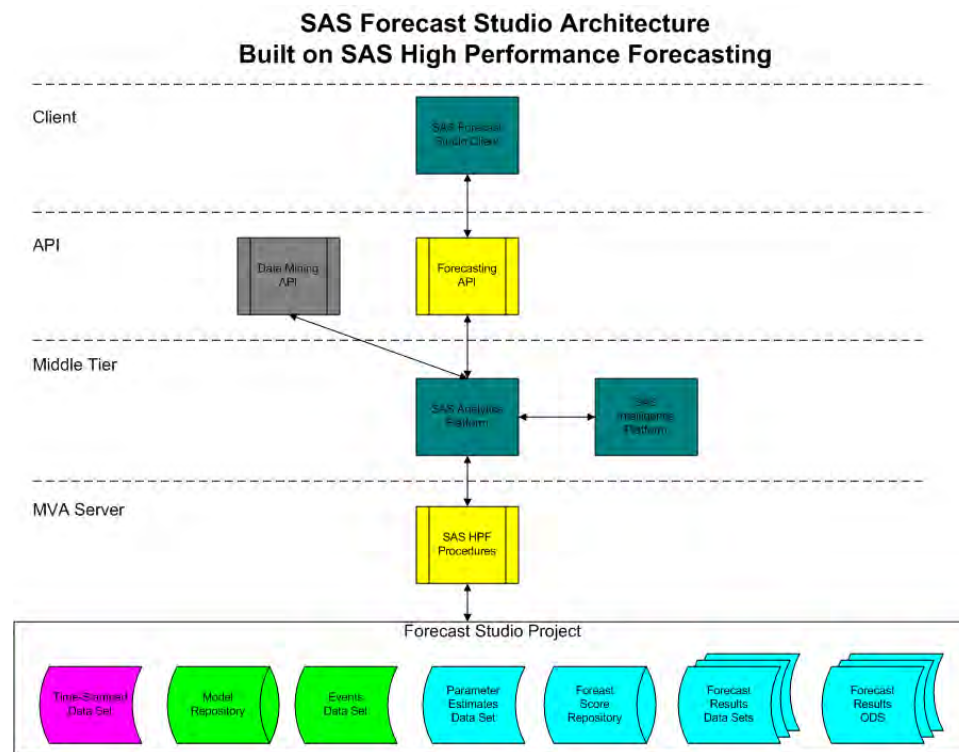 SAS Forecast Studio Architecture
Built on SAS High Performance Forecasting
Client
SAS Forecast
Studio Client
API
Data Mining
API
Forecasting
API
Middle Tier
SAS Analytics
Platform
SAS
Intelligence
Platform
MVA Server
SAS HPF
Procedures
Forecast Studio Project
Time-Stamped
Data Set
Model
Repository
Events
Data Set
Parameter
Estimates
Data Set
Foreast
Score
Repository
Forecast
Results
Data Sets
Forecast
Results
ODS